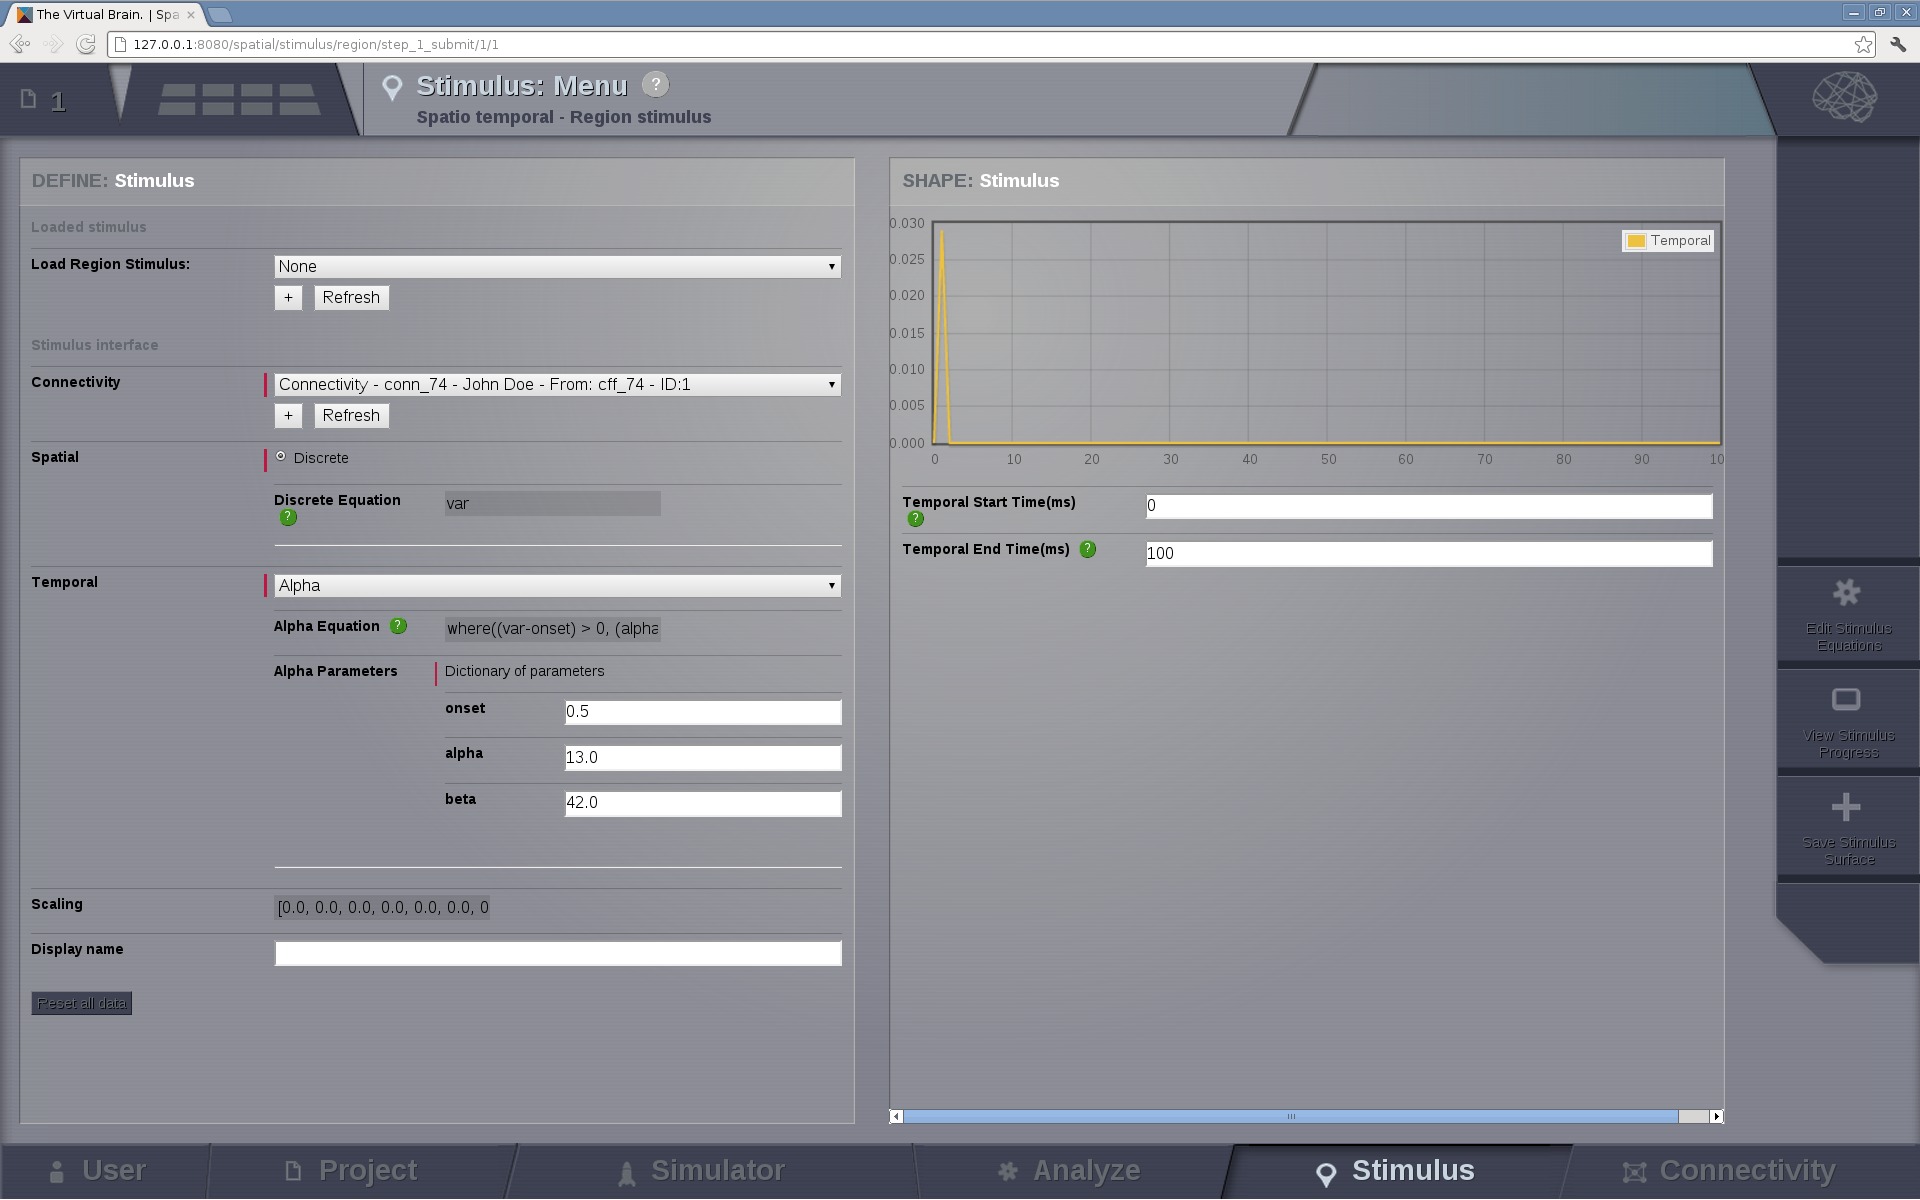 The Virtual Brain. | Spa
127.0.0.1:8080/spatial/stimulus/region/step_1_submit/1/1
1
Stimulus: Menu ?
Spatio temporal - Region stimulus
DEFINE: Stimulus
Loaded stimulus
Load Region Stimulus: None
+ Refresh
Stimulus interface
Connectivity Connectivity - conn_74 - John Doe - From: cff_74 - ID:1
+ Refresh
Spatial Discrete
Discrete Equation ? var
Temporal Alpha
Alpha Equation ? where((var-onset) > 0, (alpha
Alpha Parameters Dictionary of parameters
onset 0.5
alpha 13.0
beta 42.0
Scaling [0.0, 0.0, 0.0, 0.0, 0.0, 0.0, 0
Display name
Reset all data
SHAPE: Stimulus
0.030
0.025
0.020
0.015
0.010
0.005
0.000
Temporal
0 10 20 30 40 50 60 70 80 90 10
Temporal Start Time(ms) ? 0
Temporal End Time(ms) ? 100
Edit Stimulus
Equations
View Stimulus
Progress
Save Stimulus
Surface
User Project Simulator Analyze Stimulus Connectivity